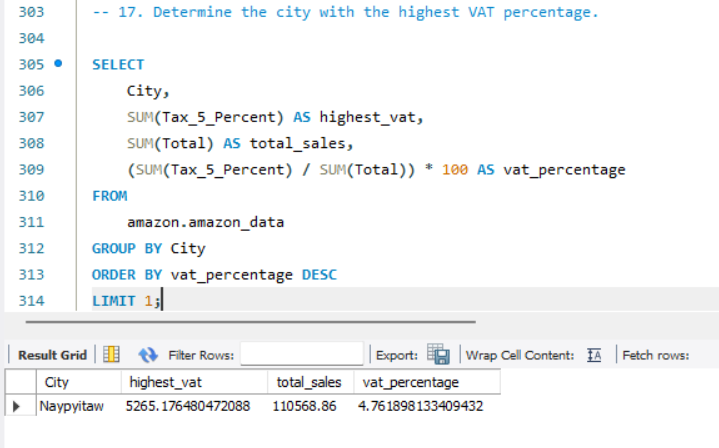 303 -- 17. Determine the city with the highest VAT percentage.
304
305 SELECT
306 City,
307 SUM(Tax_5_Percent) AS highest_vat,
308 SUM(Total) AS total_sales,
309 (SUM(Tax_5_Percent) / SUM(Total)) * 100 AS vat_percentage
310 FROM
311 amazon.amazon_data
312 GROUP BY City
313 ORDER BY vat_percentage DESC
314 LIMIT 1;
Result Grid Filter Rows: Export: Wrap Cell Content: Fetch rows:
City highest_vat total_sales vat_percentage
Naypyitaw 5265.176480472088 110568.86 4.761898133409432